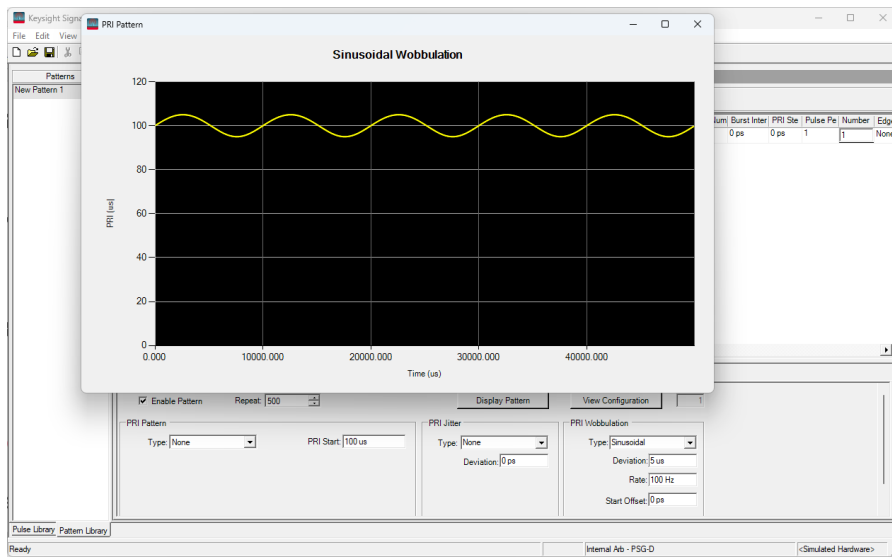 Keysight Signa
PRI Pattern
File Edit View
Patterns
New Pattern 1
Sinusoidal Wobbulation
120
100
80
60
40
20
0
PRI (us)
0.000 10000.000 20000.000 30000.000 40000.000
Time (us)
Burst Inter PRI Ste Pulse Pe Number Edge
0 ps 0 ps 1 1 None
Enable Pattern Repeat: 500 Display Pattern View Configuration 1
PRI Pattern PRI Jitter PRI Wobbulation
Type: None PRI Start: 100 us Type: None Type: Sinusoidal
Deviation: 0 ps Deviation: 5 us
Rate: 100 Hz
Start Offset: 0 ps
Pulse Library Pattern Library
Ready Internal Arb - PSG-D <Simulated Hardware>